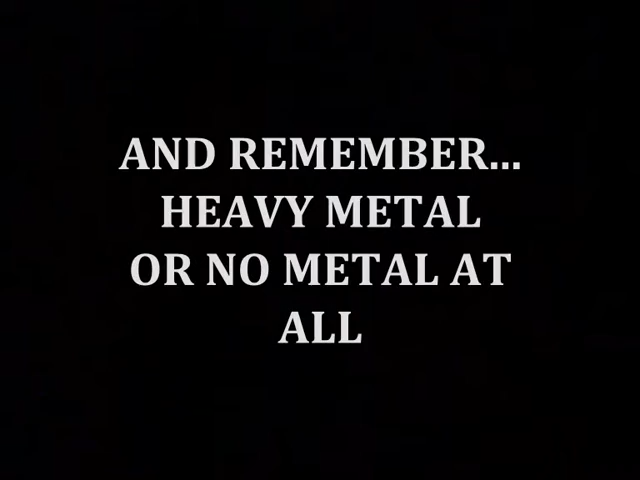 AND REMEMBER...
HEAVY METAL
OR NO METAL AT
ALL